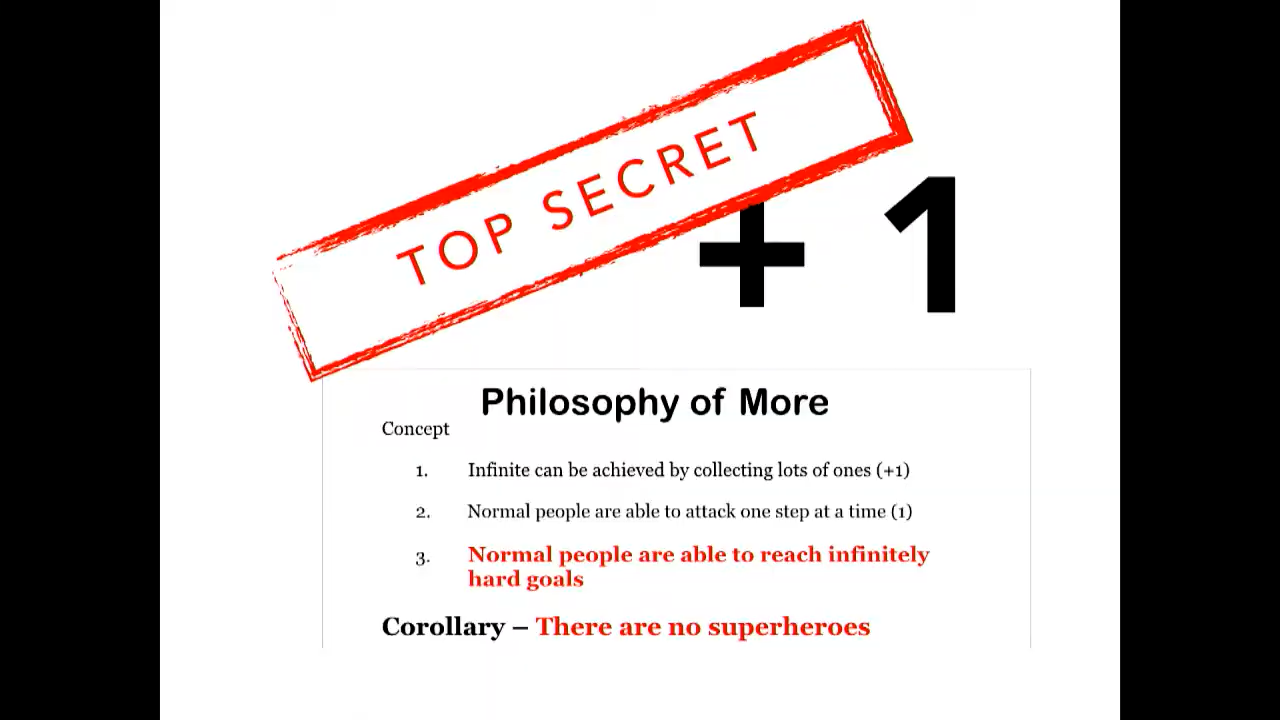 TOP SECRET
+ 1
Philosophy of More
Concept
1. Infinite can be achieved by collecting lots of ones (+1)
2. Normal people are able to attack one step at a time (1)
3. Normal people are able to reach infinitely
hard goals
Corollary – There are no superheroes